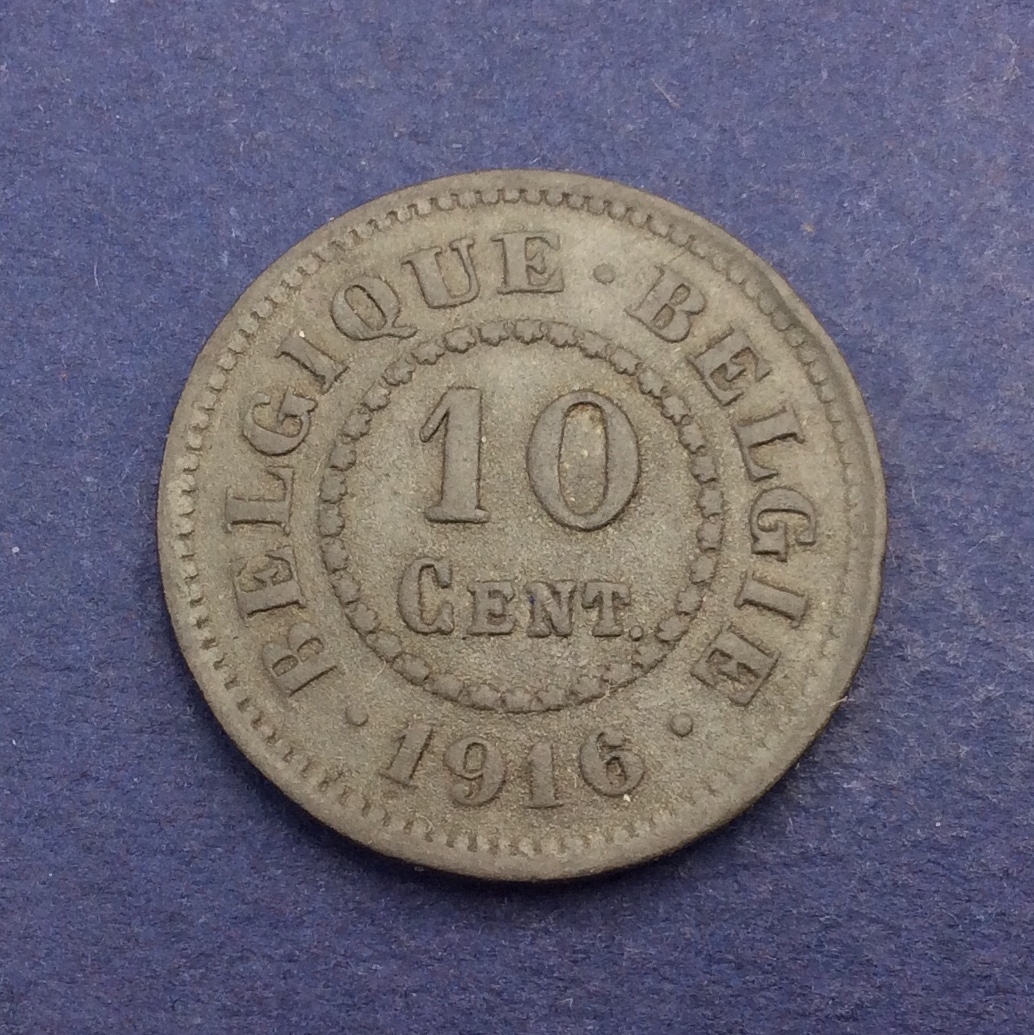 BELGIQUE · BELGIE
10
CENT.
· 1916 ·